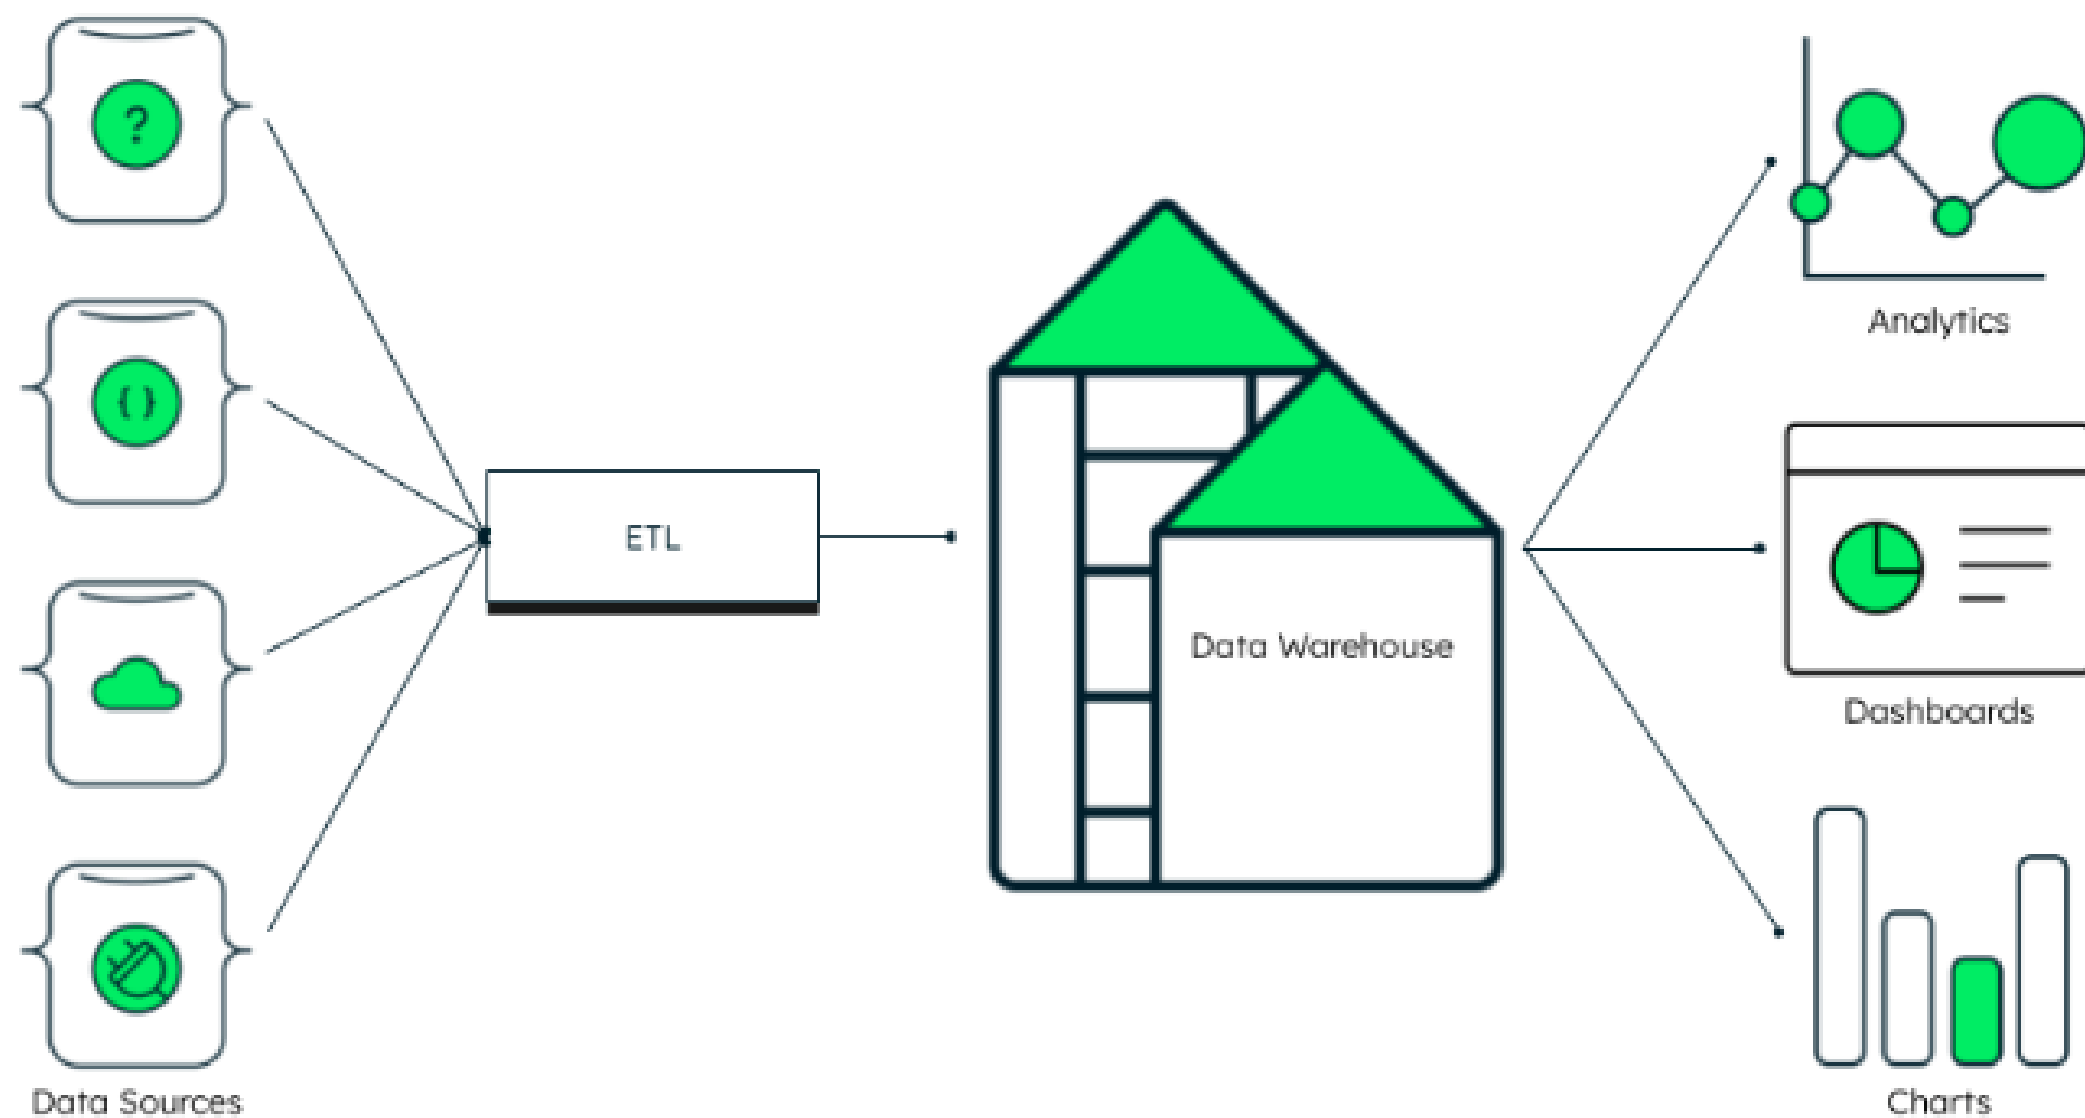 ?
{ }
ETL
Data Warehouse
Analytics
Dashboards
Data Sources
Charts